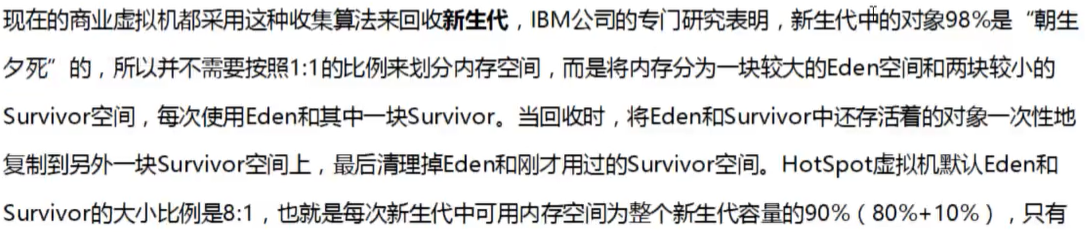 现在的商业虚拟机都采用这种收集算法来回收新生代，IBM公司的专门研究表明，新生代中的对象98%是“朝生
夕死”的，所以并不需要按照1:1的比例来划分内存空间，而是将内存分为一块较大的Eden空间和两块较小的
Survivor空间，每次使用Eden和其中一块Survivor。当回收时，将Eden和Survivor中还存活着的对象一次性地
复制到另外一块Survivor空间上，最后清理掉Eden和刚才用过的Survivor空间。HotSpot虚拟机默认Eden和
Survivor的大小比例是8:1，也就是每次新生代中可用内存空间为整个新生代容量的90%（80%+10%），只有